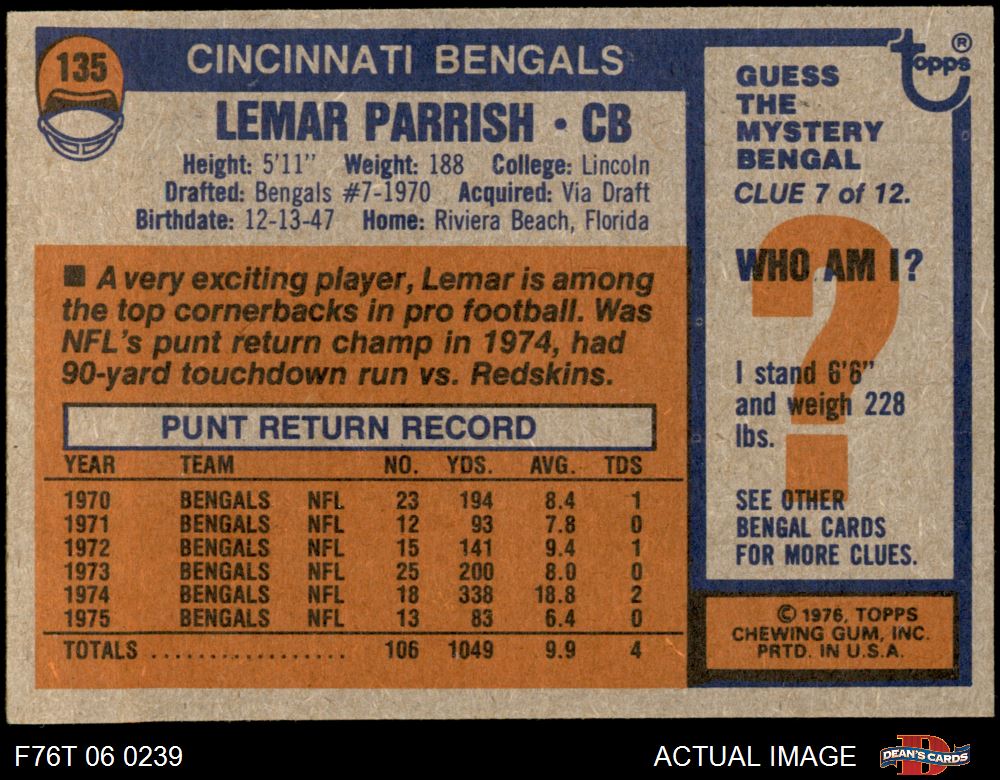 135
CINCINNATI BENGALS
LEMAR PARRISH • CB
Height: 5'11" Weight: 188 College: Lincoln
Drafted: Bengals #7-1970 Acquired: Via Draft
Birthdate: 12-13-47 Home: Riviera Beach, Florida
■ A very exciting player, Lemar is among
the top cornerbacks in pro football. Was
NFL's punt return champ in 1974, had
90-yard touchdown run vs. Redskins.
PUNT RETURN RECORD
YEAR TEAM NO. YDS. AVG. TDS
1970 BENGALS NFL 23 194 8.4 1
1971 BENGALS NFL 12 93 7.8 0
1972 BENGALS NFL 15 141 9.4 1
1973 BENGALS NFL 25 200 8.0 0
1974 BENGALS NFL 18 338 18.8 2
1975 BENGALS NFL 13 83 6.4 0
TOTALS .................. 106 1049 9.9 4
topps ®
GUESS
THE
MYSTERY
BENGAL
CLUE 7 of 12.
WHO AM I?
?
I stand 6'6"
and weigh 228
lbs.
SEE OTHER
BENGAL CARDS
FOR MORE CLUES.
© 1976, TOPPS
CHEWING GUM, INC.
PRTD. IN U.S.A.
F76T 06 0239
ACTUAL IMAGE
D
DEAN'S CARDS